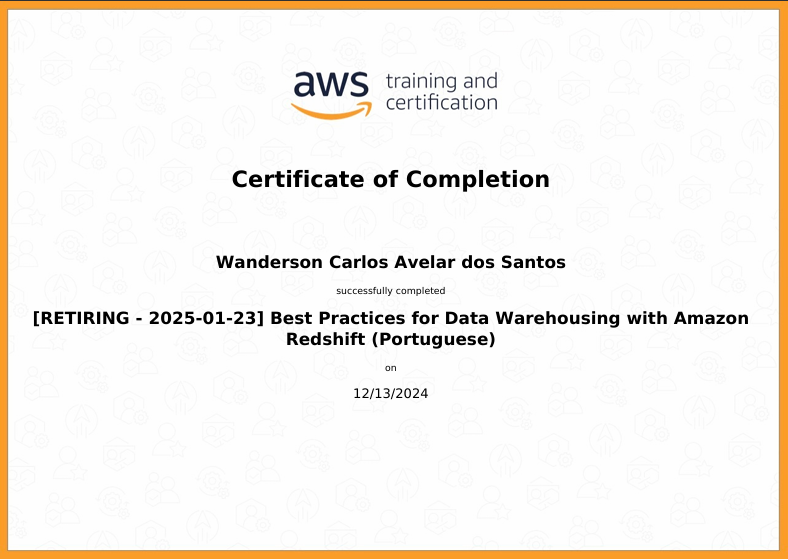 aws training and
certification
Certificate of Completion
Wanderson Carlos Avelar dos Santos
successfully completed
[RETIRING - 2025-01-23] Best Practices for Data Warehousing with Amazon
Redshift (Portuguese)
on
12/13/2024